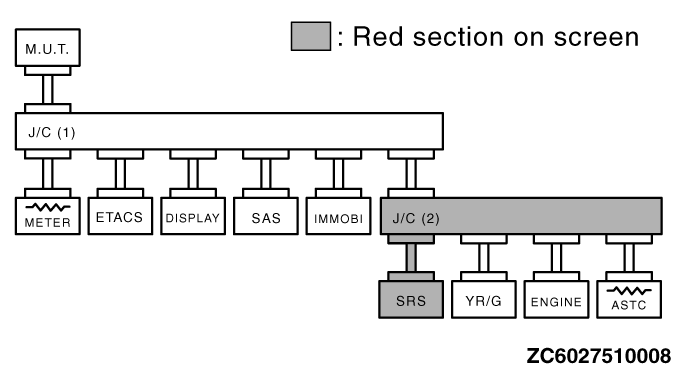 M.U.T.
: Red section on screen
J/C (1)
METER
ETACS
DISPLAY
SAS
IMMOBI
J/C (2)
SRS
YR/G
ENGINE
ASTC
ZC6027510008